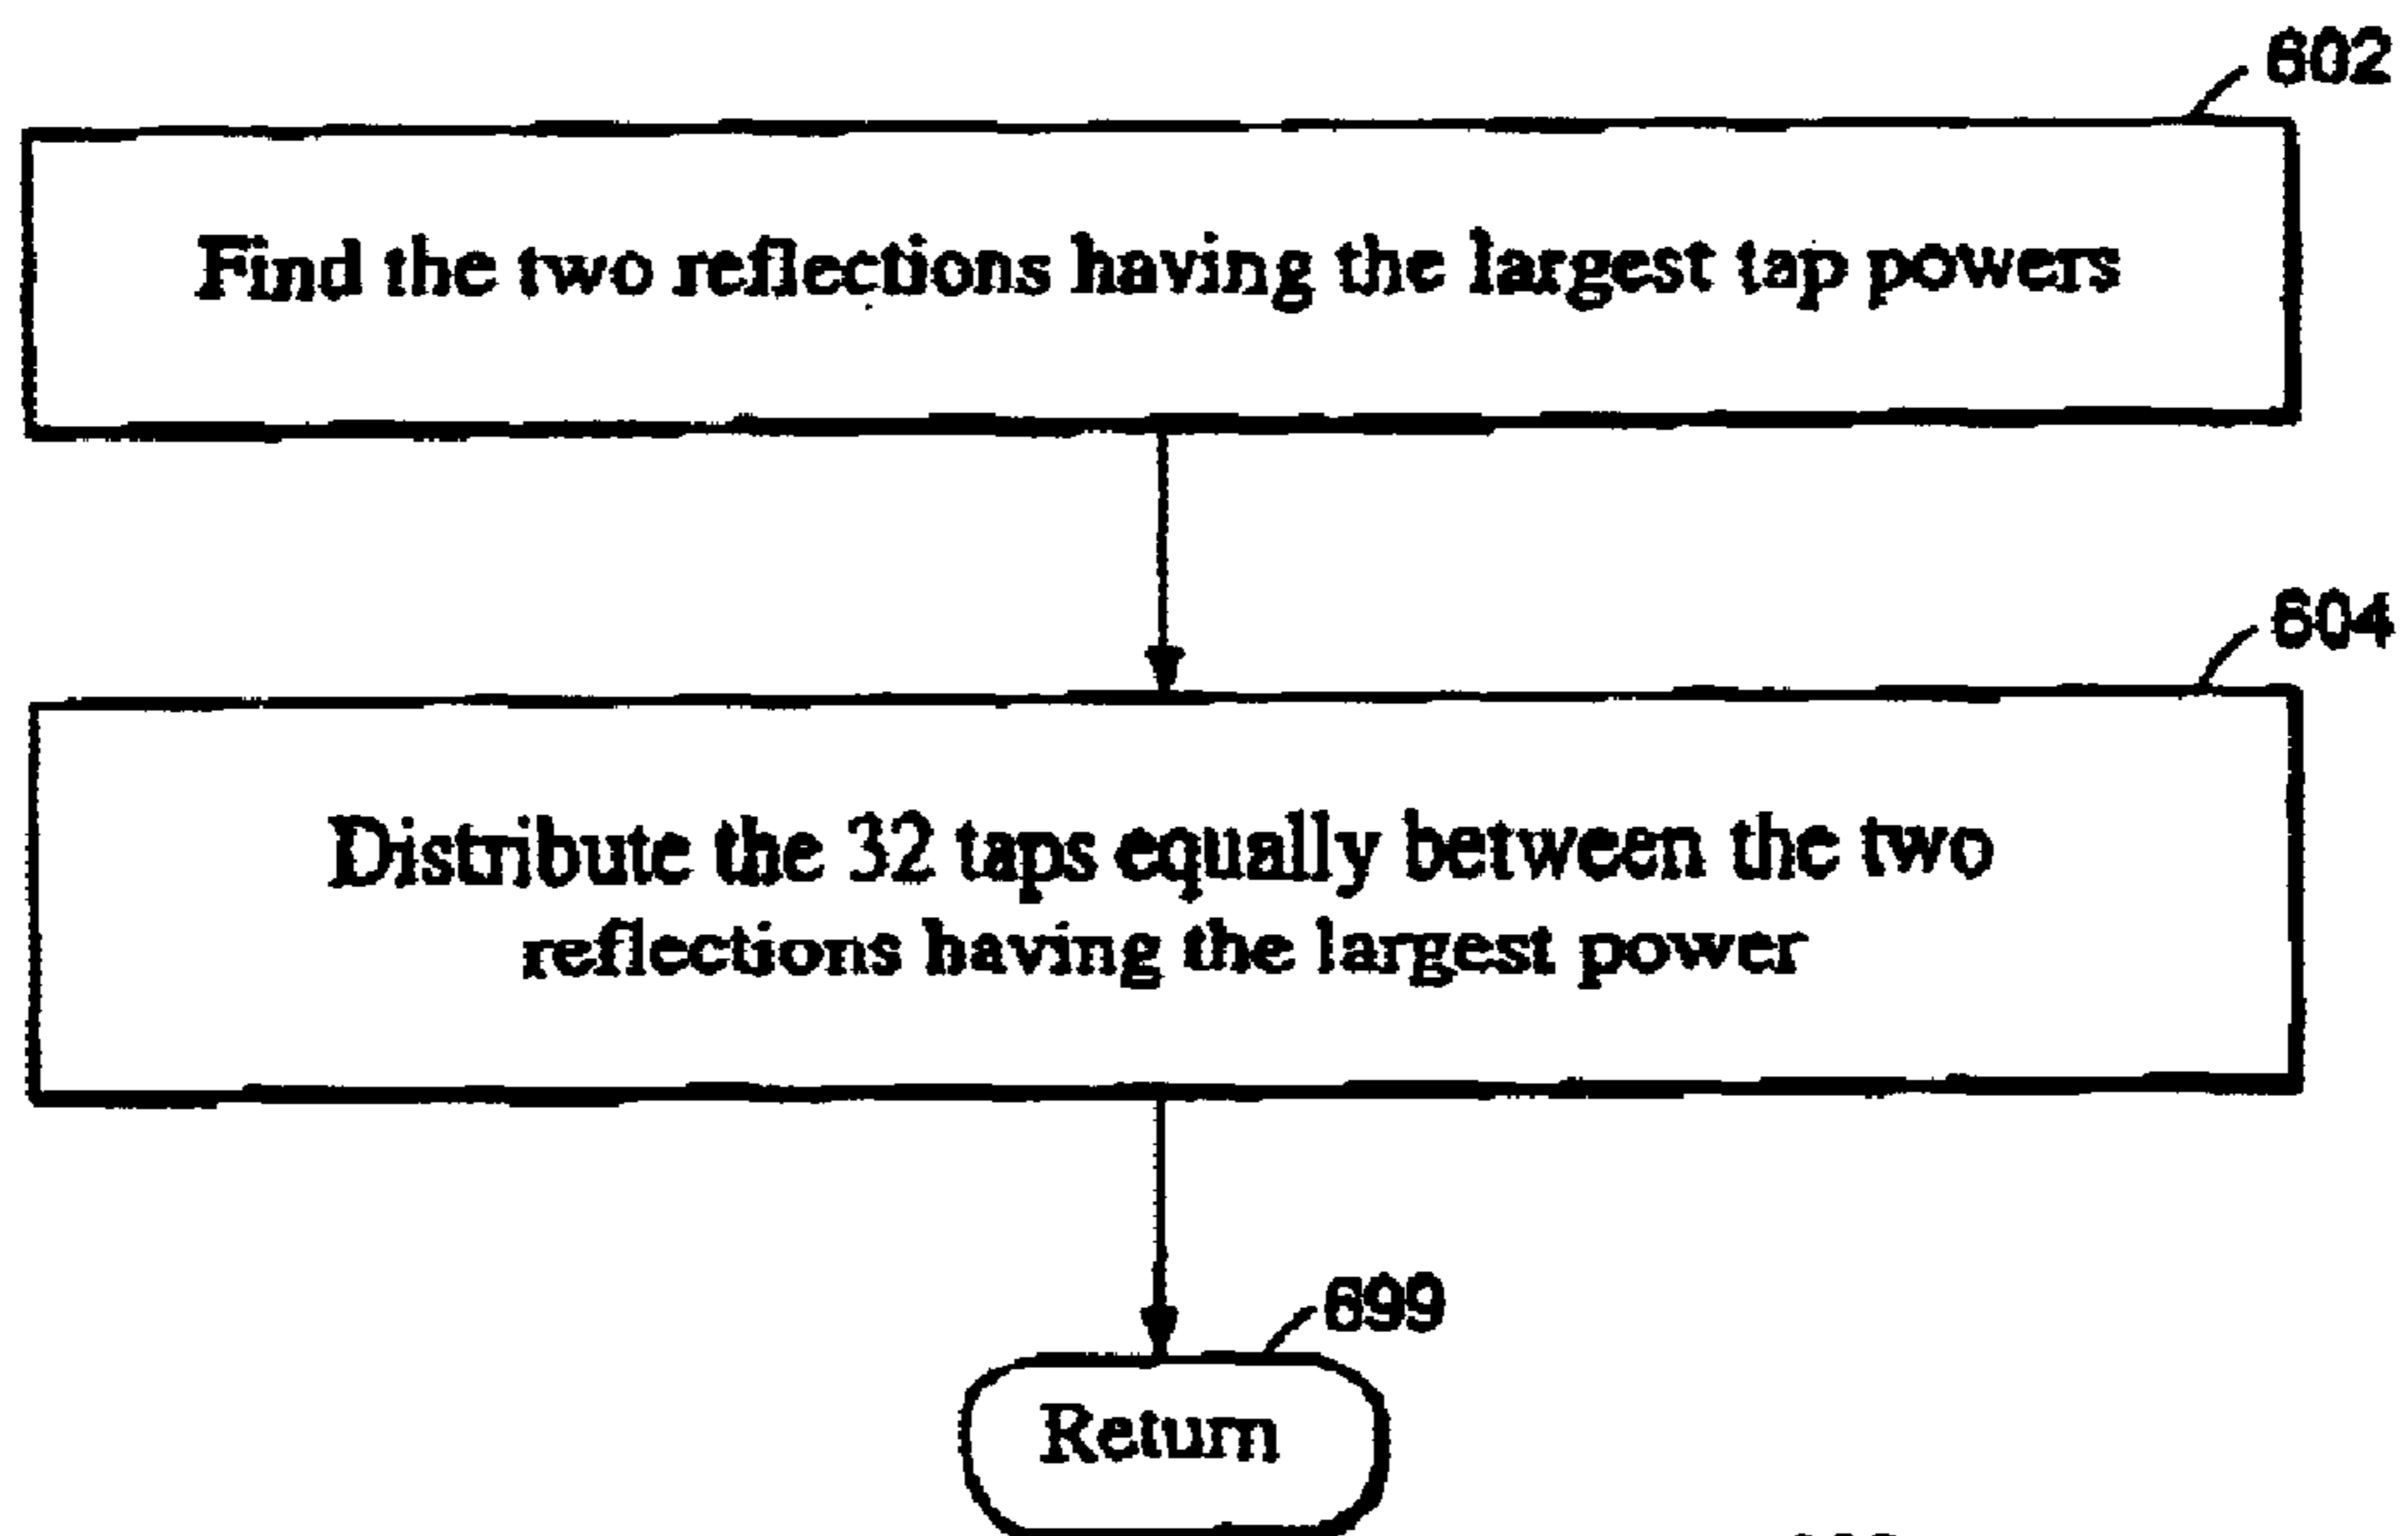 602
Find the two reflections having the largest tap powers
604
Distribute the 32 taps equally between the two
reflections having the largest power
699
Return